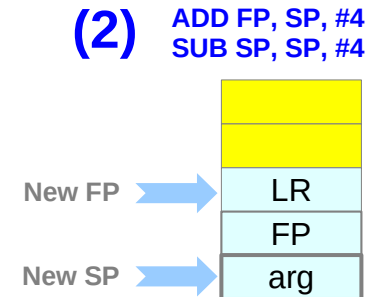 (2)
ADD FP, SP, #4
SUB SP, SP, #4
New FP
LR
FP
New SP
arg